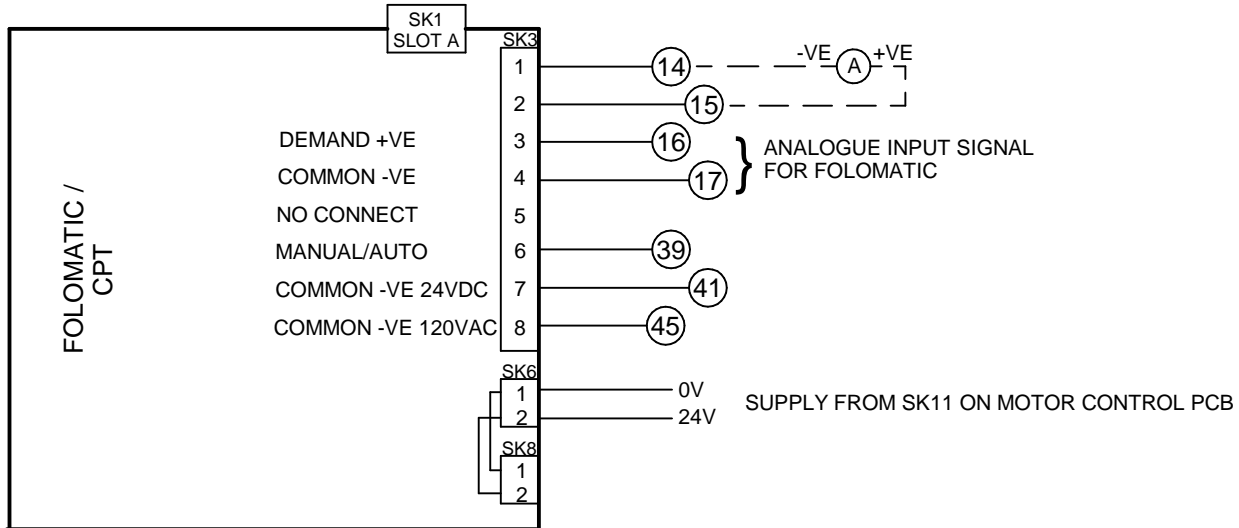 SK1
SLOT A
SK3
1 14 -VE A +VE
2 15
DEMAND +VE 3 16
COMMON -VE 4 17
ANALOGUE INPUT SIGNAL
FOR FOLOMATIC
NO CONNECT 5
MANUAL/AUTO 6 39
COMMON -VE 24VDC 7 41
COMMON -VE 120VAC 8 45
FOLOMATIC /
CPT
SK6
1 0V
2 24V
SUPPLY FROM SK11 ON MOTOR CONTROL PCB
SK8
1
2